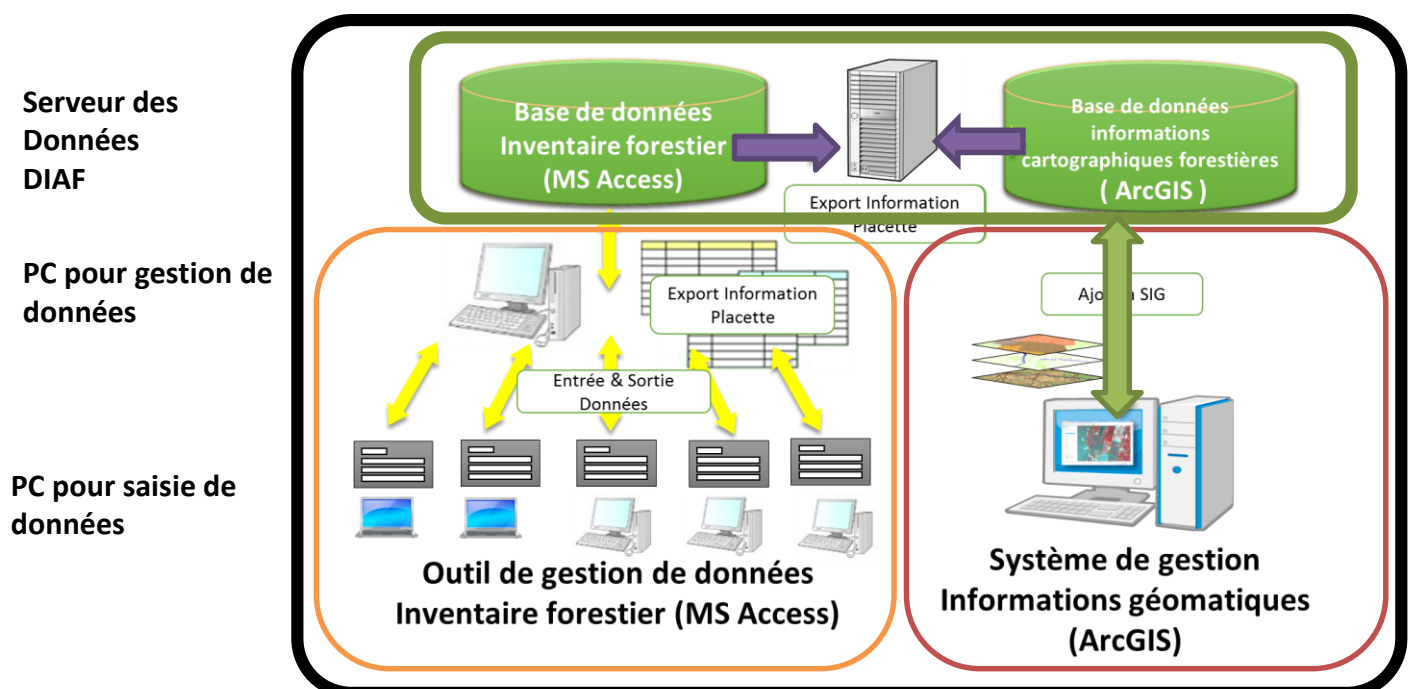 Serveur des
Données
DIAF
Base de données
Inventaire forestier
(MS Access)
Base de données
informations
cartographiques forestières
( ArcGIS )
Export Information
Placette
PC pour gestion de
données
Export Information
Placette
SIG
Entrée & Sortie
Données
PC pour saisie de
données
Outil de gestion de données
Inventaire forestier (MS Access)
Système de gestion
Informations géomatiques
(ArcGIS)